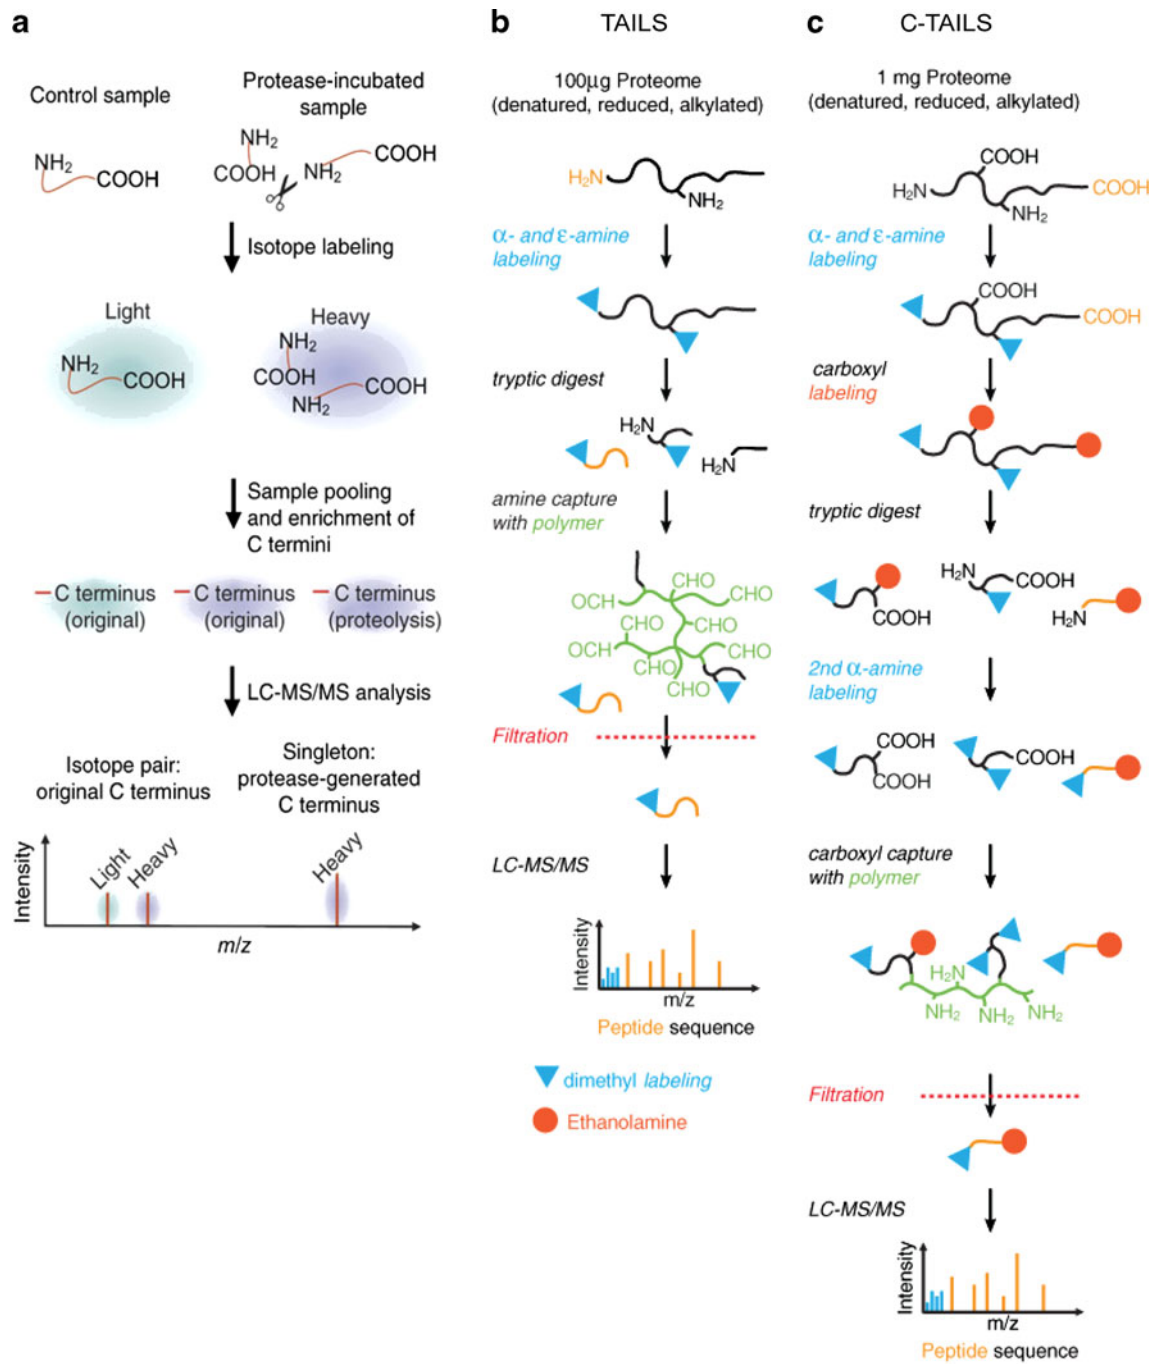 a
Control sample
Protease-incubated
sample
NH2
COOH
NH2
COOH
NH2
COOH
Isotope labeling
Light
Heavy
NH2
COOH
NH2
COOH
NH2
COOH
Sample pooling
and enrichment of
C termini
C terminus
(original)
C terminus
(original)
C terminus
(proteolysis)
LC-MS/MS analysis
Isotope pair:
original C terminus
Singleton:
protease-generated
C terminus
Intensity
Light
Heavy
Heavy
m/z
b
TAILS
100µg Proteome
(denatured, reduced, alkylated)
H2N
NH2
α- and ε-amine
labeling
tryptic digest
H2N
H2N
amine capture
with polymer
CHO
OCH
CHO
CHO
CHO
OCH
CHO
CHO
CHO
Filtration
LC-MS/MS
Intensity
m/z
Peptide sequence
dimethyl labeling
Ethanolamine
c
C-TAILS
1 mg Proteome
(denatured, reduced, alkylated)
COOH
H2N
COOH
NH2
α- and ε-amine
labeling
COOH
COOH
carboxyl
labeling
tryptic digest
H2N
COOH
COOH
H2N
2nd α-amine
labeling
COOH
COOH
COOH
carboxyl capture
with polymer
H2N
NH2
NH2
NH2
Filtration
LC-MS/MS
Intensity
m/z
Peptide sequence